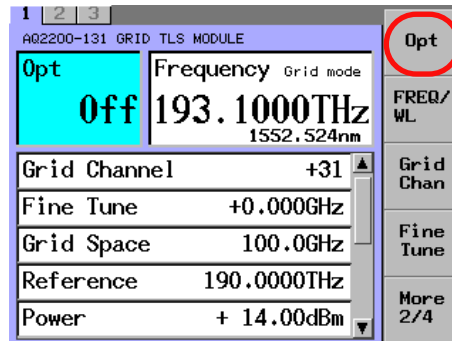 1 2 3
AQ2200-131 GRID TLS MODULE
Opt
Off
Frequency Grid mode
193.1000THz
1552.524nm
Grid Channel +31
Fine Tune +0.000GHz
Grid Space 100.0GHz
Reference 190.0000THz
Power + 14.00dBm
Opt
FREQ/
WL
Grid
Chan
Fine
Tune
More
2/4